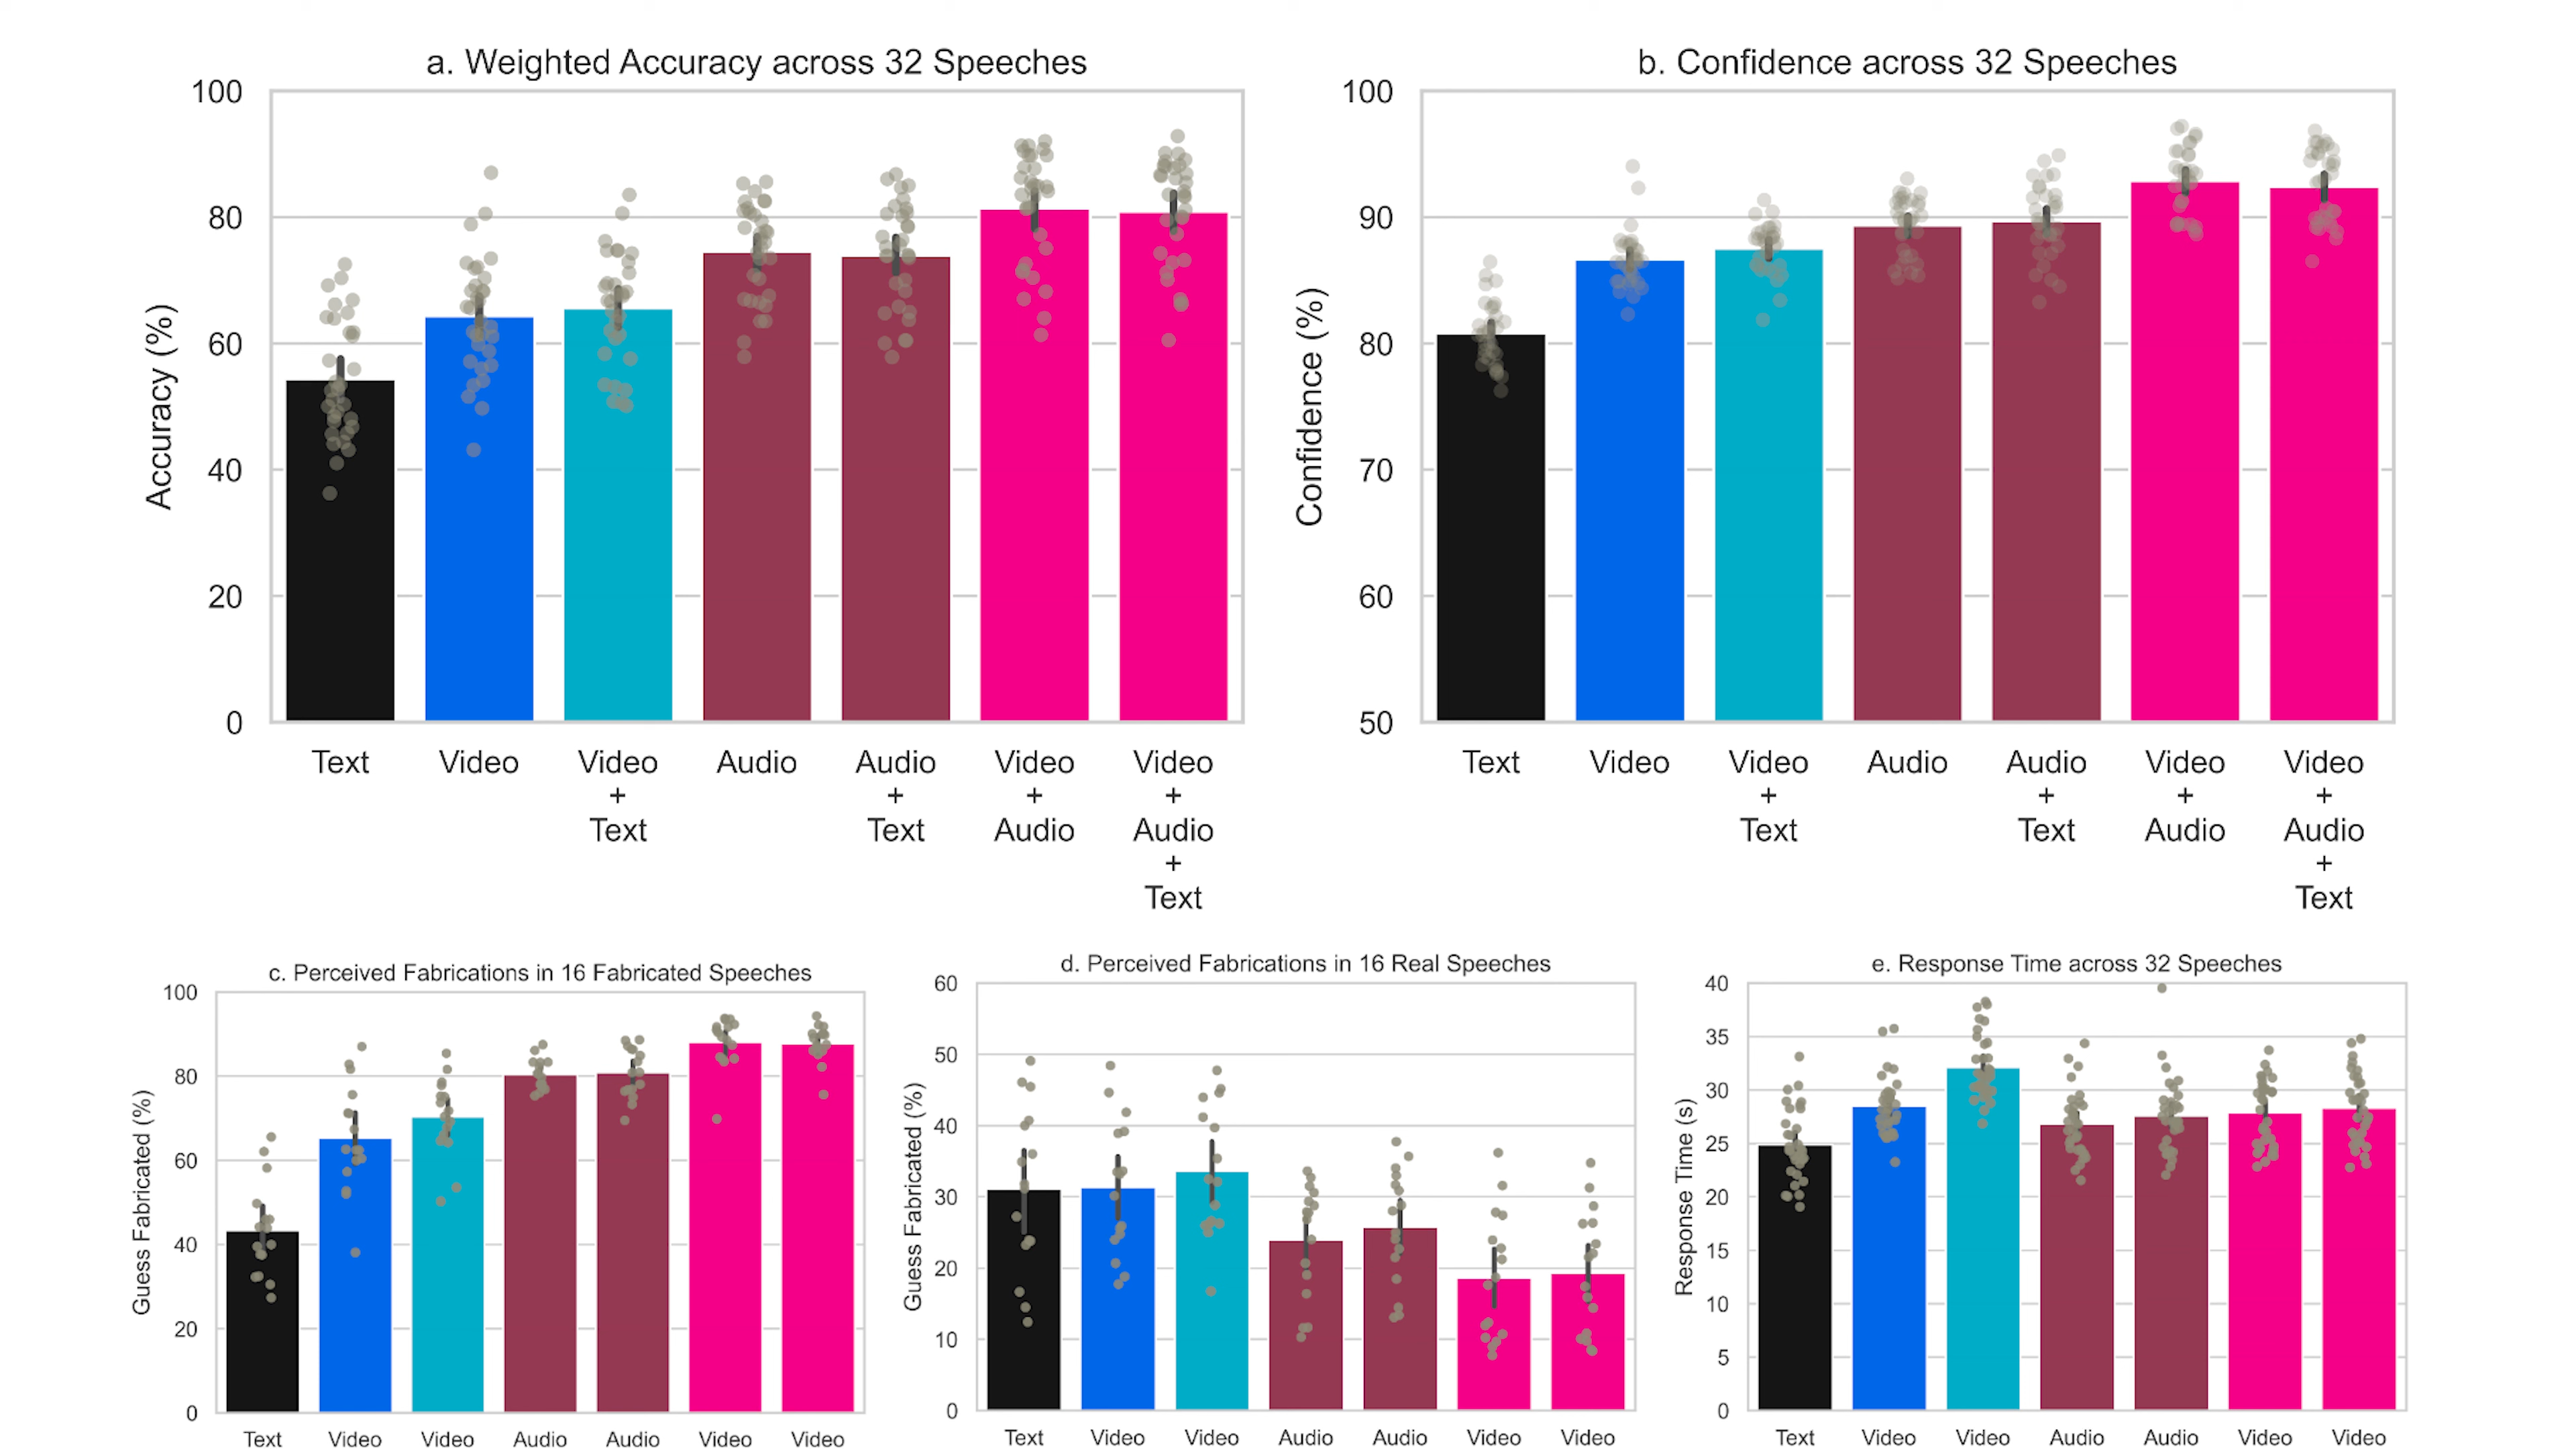 a. Weighted Accuracy across 32 Speeches
100
80
60
40
20
0
Accuracy (%)
Text Video Video Audio Audio Video Video
+ + + +
Text Text Audio Audio
+
Text
b. Confidence across 32 Speeches
100
90
80
70
60
50
Confidence (%)
Text Video Video Audio Audio Video Video
+ + + +
Text Text Audio Audio
+
Text
c. Perceived Fabrications in 16 Fabricated Speeches
100
80
60
40
20
0
Guess Fabricated (%)
Text Video Video Audio Audio Video Video
d. Perceived Fabrications in 16 Real Speeches
60
50
40
30
20
10
0
Guess Fabricated (%)
Text Video Video Audio Audio Video Video
e. Response Time across 32 Speeches
40
35
30
25
20
15
10
5
0
Response Time (s)
Text Video Video Audio Audio Video Video